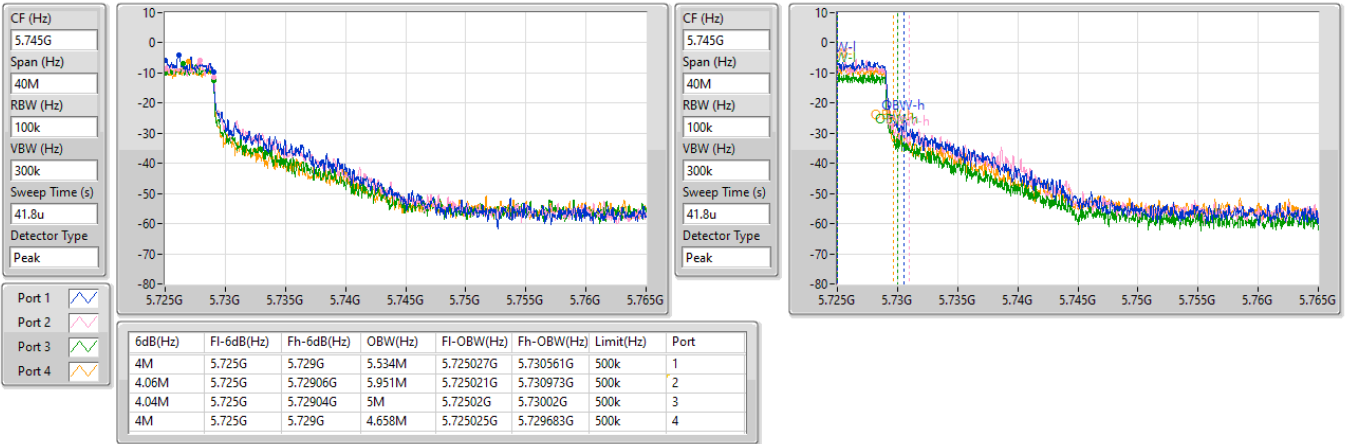 CF (Hz)
5.745G
Span (Hz)
40M
RBW (Hz)
100k
VBW (Hz)
300k
Sweep Time (s)
41.8u
Detector Type
Peak
10
0
-10
-20
-30
-40
-50
-60
-70
-80
5.725G 5.73G 5.735G 5.74G 5.745G 5.75G 5.755G 5.76G 5.765G
CF (Hz)
5.745G
Span (Hz)
40M
RBW (Hz)
100k
VBW (Hz)
300k
Sweep Time (s)
41.8u
Detector Type
Peak
10
0
-10
-20
-30
-40
-50
-60
-70
-80
OBW-h
5.725G 5.73G 5.735G 5.74G 5.745G 5.75G 5.755G 5.76G 5.765G
Port 1
Port 2
Port 3
Port 4
6dB(Hz) Fl-6dB(Hz) Fh-6dB(Hz) OBW(Hz) Fl-OBW(Hz) Fh-OBW(Hz) Limit(Hz) Port
4M 5.725G 5.729G 5.534M 5.725027G 5.730561G 500k 1
4.06M 5.725G 5.72906G 5.951M 5.725021G 5.730973G 500k 2
4.04M 5.725G 5.72904G 5M 5.72502G 5.73002G 500k 3
4M 5.725G 5.729G 4.658M 5.725025G 5.729683G 500k 4